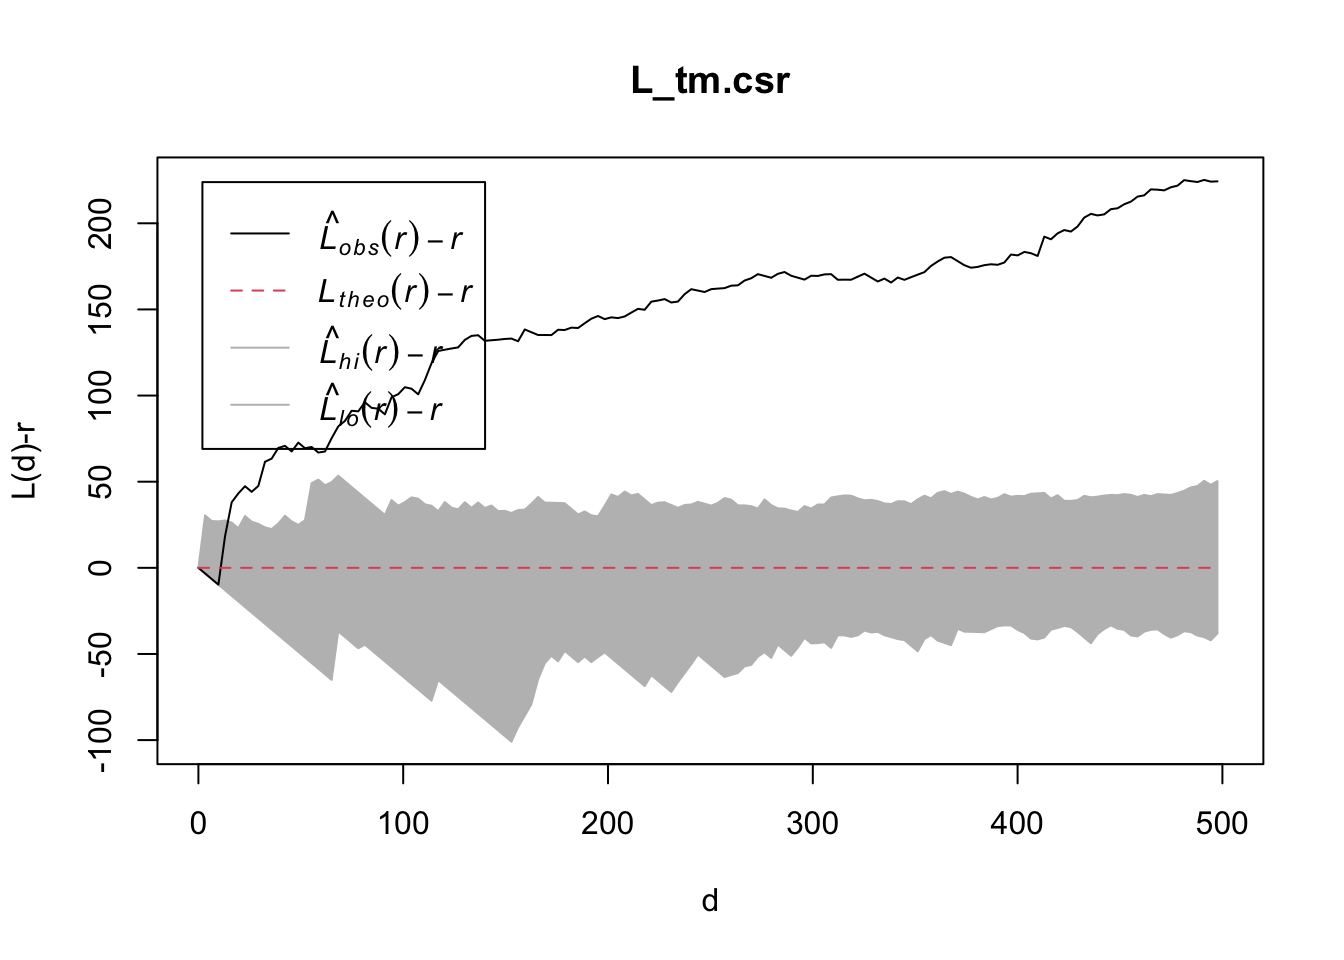 L_tm.csr
L̂obs(r) − r
Ltheo(r) − r
L̂hi(r) − r
L̂lo(r) − r
L(d)-r
200
150
100
50
0
-50
-100
0 100 200 300 400 500
d